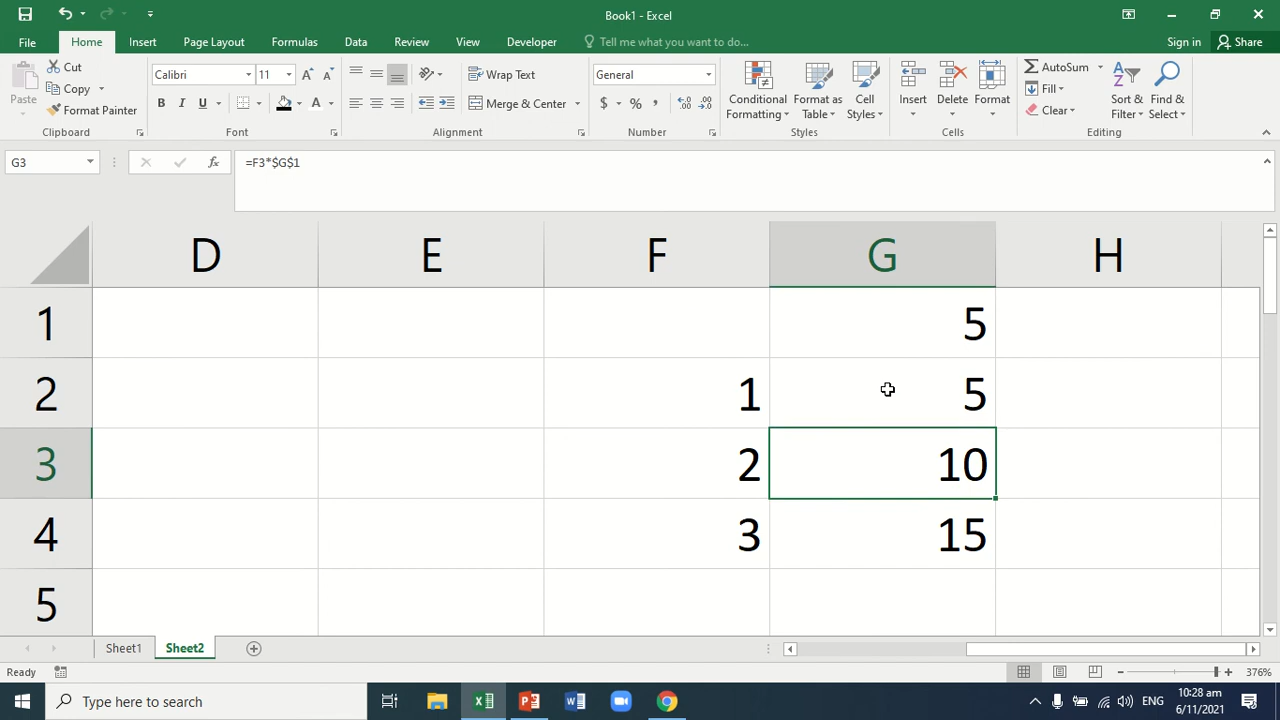 Book1 - Excel
File Home Insert Page Layout Formulas Data Review View Developer Tell me what you want to do... Sign in Share
Paste
Cut
Copy
Format Painter
Clipboard
Calibri 11
B I U
Font
Wrap Text
Merge & Center
Alignment
General
$ % ,
Number
Conditional Formatting
Format as Table
Cell Styles
Styles
Insert Delete Format
Cells
AutoSum
Fill
Clear
Sort & Filter
Find & Select
Editing
G3 fx =F3*$G$1
D E F G H
1 5
2 1 5
3 2 10
4 3 15
5
Sheet1 Sheet2
Ready 376%
Type here to search ENG 10:28 am
6/11/2021